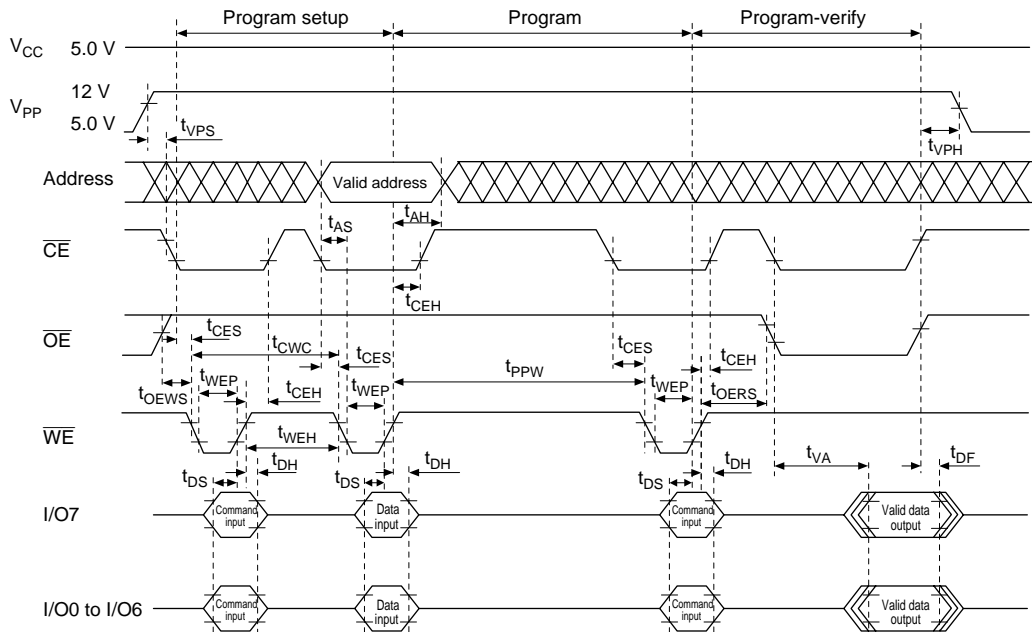 Program setup Program Program-verify
VCC 5.0 V
12 V
VPP
5.0 V
tVPS
tVPH
Address Valid address
tAH
tAS
CE
tCEH
OE
tCES tCWC tCES tCES tCEH
tPPW
tWEP tWEP tWEP
tOEWS tCEH tOERS
WE
tWEH
tDS tDH tDS tDH tDS tDH tVA tDF
I/O7 Command input Data input Command input Valid data output
I/O0 to I/O6 Command input Data input Command input Valid data output